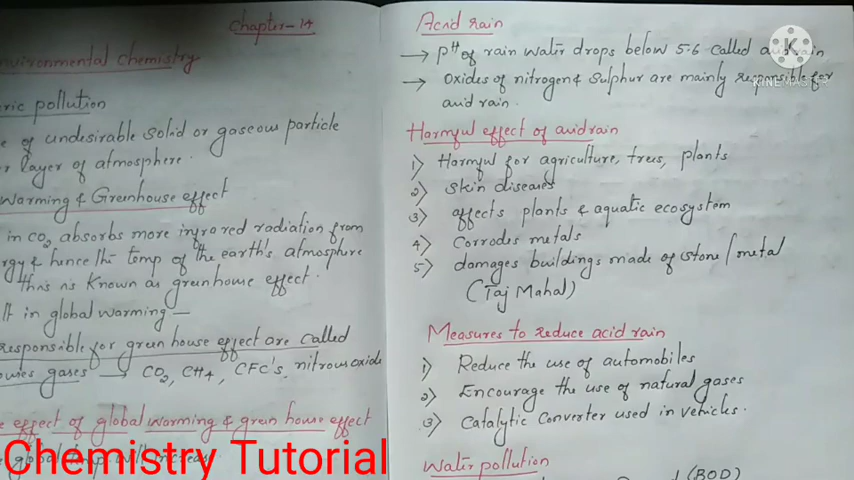 Chapter-14
nvironmental chemistry
ric pollution
e of undesirable solid or gaseous particle
r layer of atmosphere.
Warming & Greenhouse effect
in CO2 absorbs more infrared radiation from
rgy & hence the temp of the earth's atmosphere
this is known as greenhouse effect.
lt in global warming —
responsible for green house effect are called
ouses gases → CO2, CH4, CFC's, nitrousoxide
e effect of global warming & green house effect
global
Chemistry Tutorial
Acid rain
→ pH of rain water drops below 5.6 called acid rain
→ Oxides of nitrogen & Sulphur are mainly responsible for
acid rain.
Harmful effect of acid rain
1) Harmful for agriculture, trees, plants
2) Skin diseases
3) affects plants & aquatic ecosystem
4) Corrodes metals
5) damages buildings made of stone / metal
(Taj Mahal)
Measures to reduce acid rain
1) Reduce the use of automobiles
2) Encourage the use of natural gases
3) Catalytic Converter used in vehicles.
Water pollution
(BOD)
K
KINEMASTER